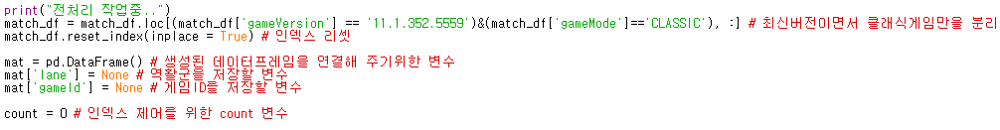 print("전처리 작업중..")
match_df = match_df.loc[(match_df['gameVersion'] == '11.1.352.5559')&(match_df['gameMode']=='CLASSIC'), :] # 최신버전이면서 클래식게임만을 분리
match_df.reset_index(inplace = True) # 인덱스 리셋
mat = pd.DataFrame() # 생성된 데이터프레임을 연결해 주기위한 변수
mat['lane'] = None # 역활군을 저장할 변수
mat['gameId'] = None # 게임ID를 저장할 변수
count = 0 # 인덱스 제어를 위한 count 변수